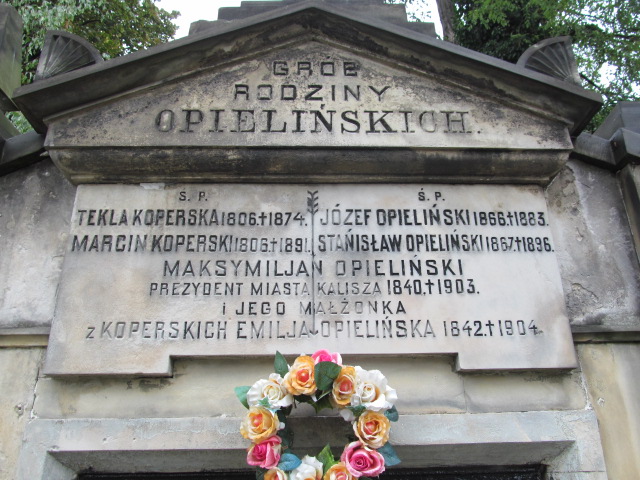 GRÓB
RODZINY
OPIELIŃSKICH.
Ś. P. Ś. P.
TEKLA KOPERSKA 1806.†1874. JÓZEF OPIELIŃSKI 1866†1883.
MARCIN KOPERSKI 1806†1891. STANISŁAW OPIELIŃSKI 1867†1896.
MAKSYMILJAN OPIELIŃSKI
PREZYDENT MIASTA KALISZA 1840.†1903.
I JEGO MAŁŻONKA
Z KOPERSKICH EMILJA OPIELIŃSKA 1842†1904.